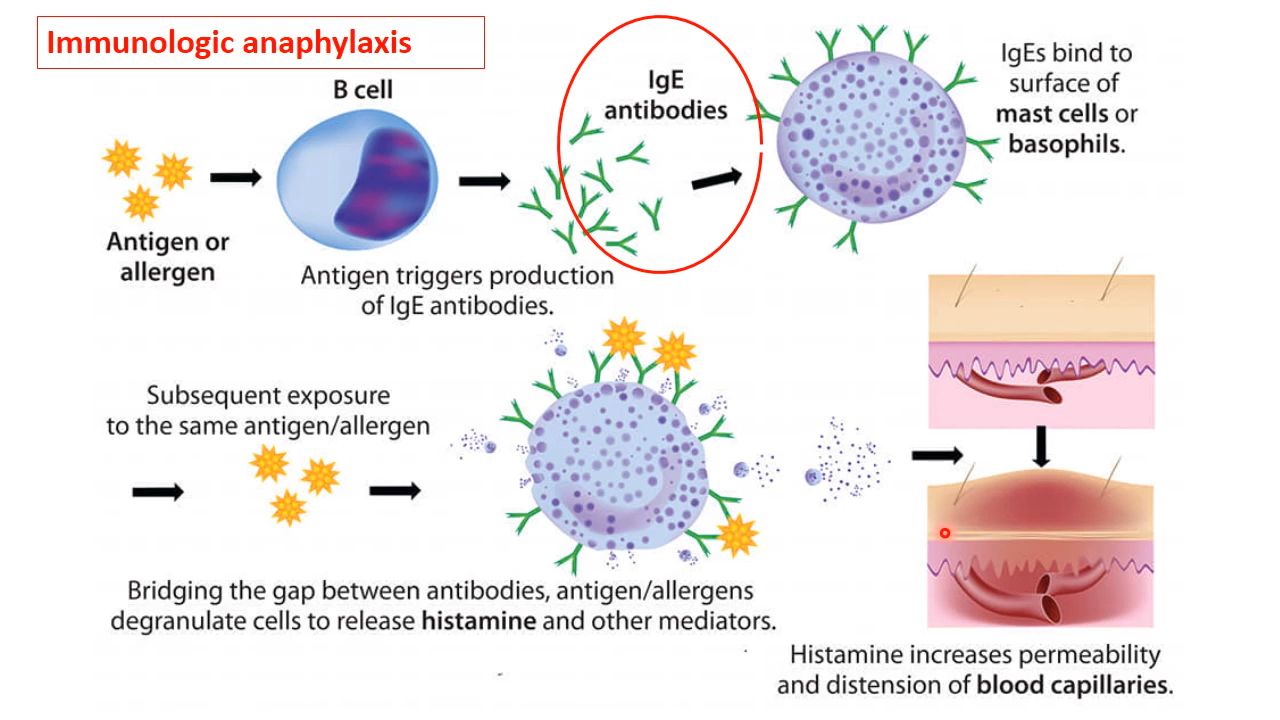 Immunologic anaphylaxis
B cell
IgE
antibodies
IgEs bind to
surface of
mast cells or
basophils.
Antigen or
allergen
Antigen triggers production
of IgE antibodies.
Subsequent exposure
to the same antigen/allergen
Bridging the gap between antibodies, antigen/allergens
degranulate cells to release histamine and other mediators.
Histamine increases permeability
and distension of blood capillaries.